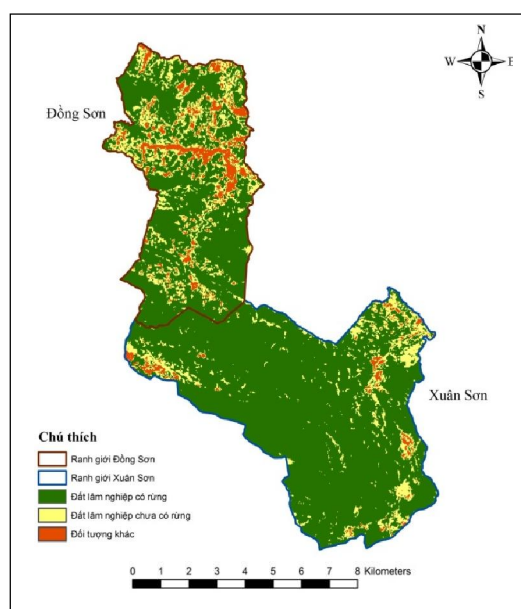 N
W
E
S
Đồng Sơn
Xuân Sơn
Chú thích
Ranh giới Đồng Sơn
Ranh giới Xuân Sơn
Đất lâm nghiệp có rừng
Đất lâm nghiệp chưa có rừng
Đối tượng khác
0 1 2 3 4 5 6 7 8 Kilometers